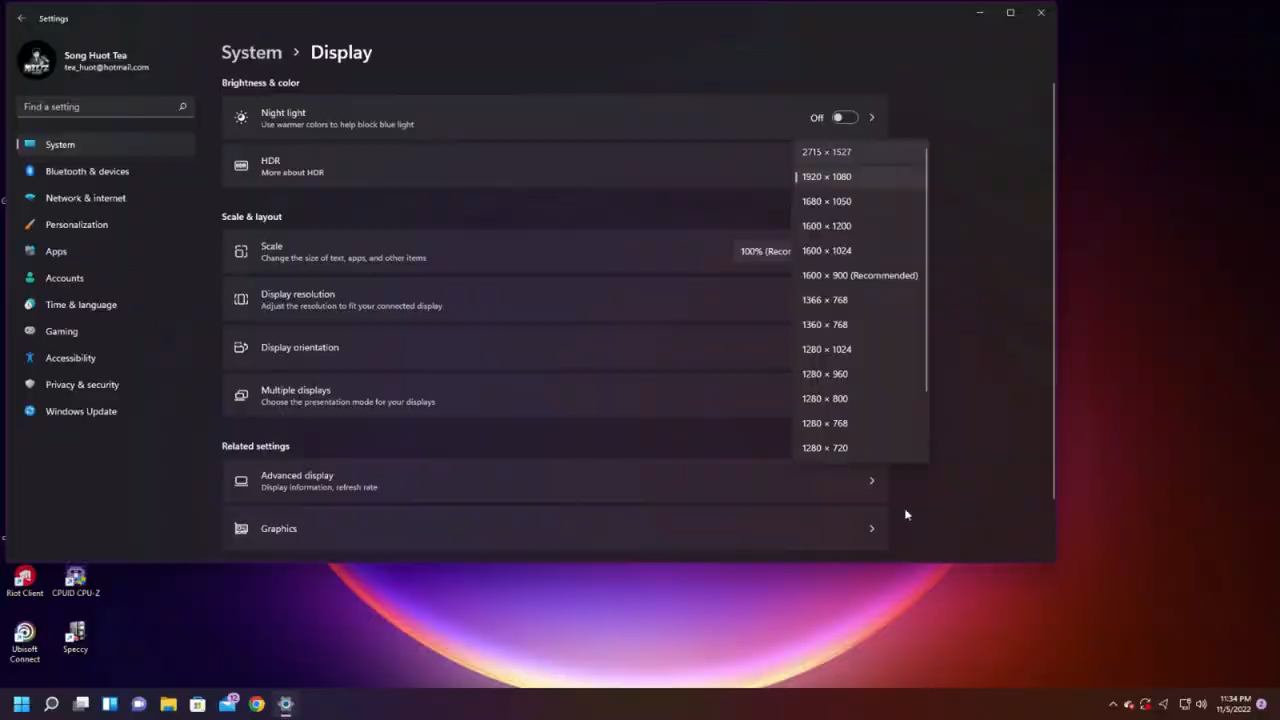 Settings
Song Huot Tea
tea_huot@hotmail.com
Find a setting
System
Bluetooth & devices
Network & internet
Personalization
Apps
Accounts
Time & language
Gaming
Accessibility
Privacy & security
Windows Update
System > Display
Brightness & color
Night light
Use warmer colors to help block blue light
Off
HDR
More about HDR
Scale & layout
Scale
Change the size of text, apps, and other items
100% (Recor
Display resolution
Adjust the resolution to fit your connected display
Display orientation
Multiple displays
Choose the presentation mode for your displays
Related settings
Advanced display
Display information, refresh rate
Graphics
2715 × 1527
1920 × 1080
1680 × 1050
1600 × 1200
1600 × 1024
1600 × 900 (Recommended)
1366 × 768
1360 × 768
1280 × 1024
1280 × 960
1280 × 800
1280 × 768
1280 × 720
Riot Client
CPUID CPU-Z
Ubisoft
Connect
Speccy
12
11:34 PM
11/5/2022
2